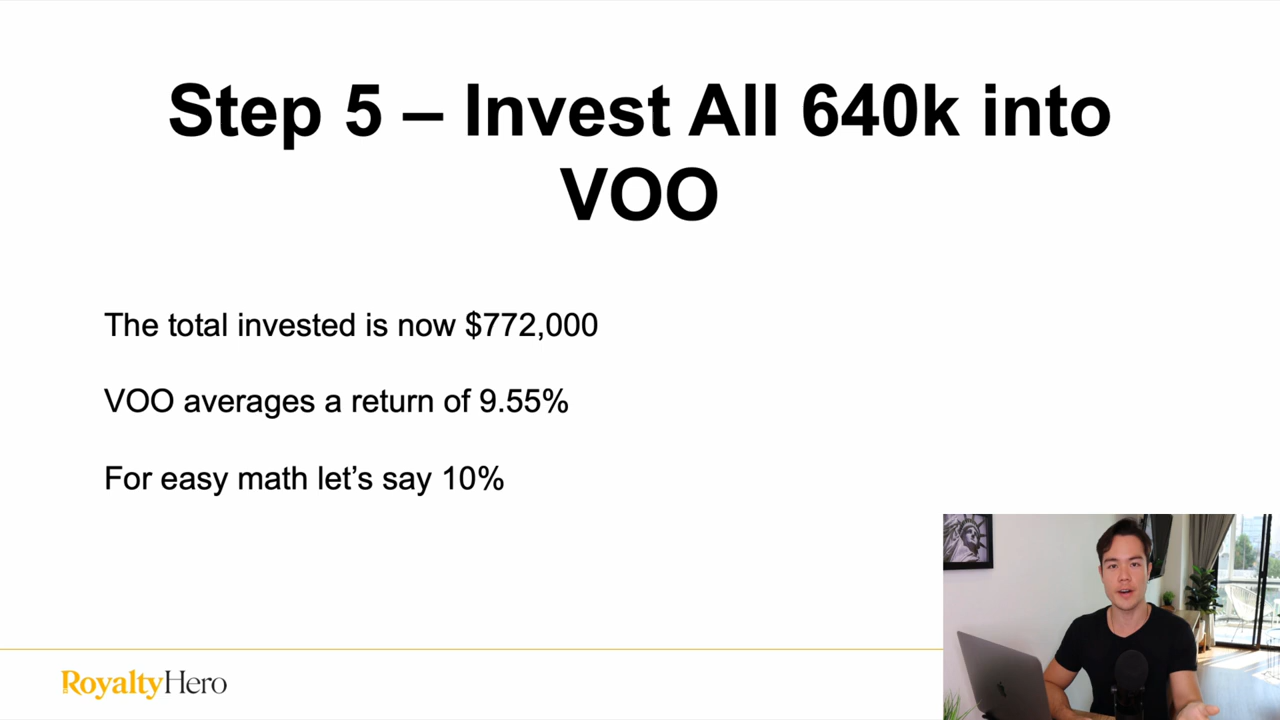 Step 5 – Invest All 640k into
VOO
The total invested is now $772,000
VOO averages a return of 9.55%
For easy math let’s say 10%
RoyaltyHero